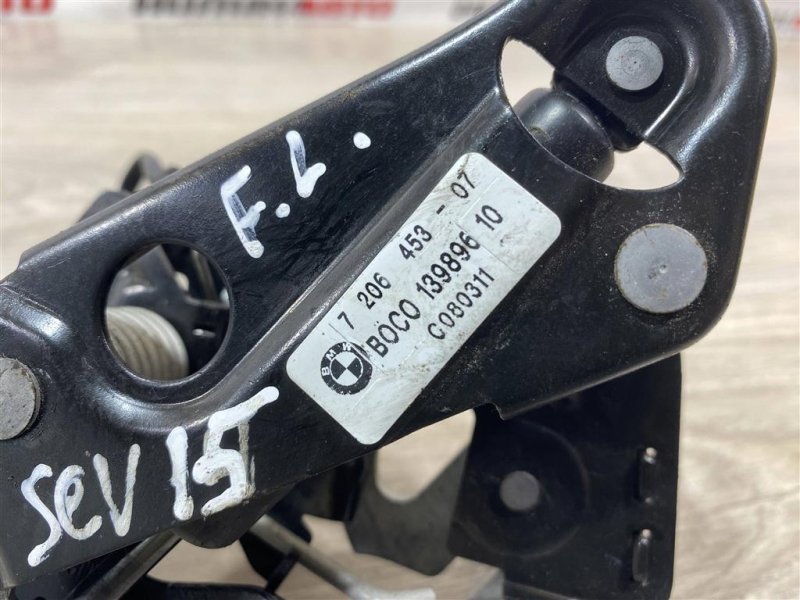 F.L.
7 206 453 - 07
BOCO 139896 10
C080311
BMW
sev 15